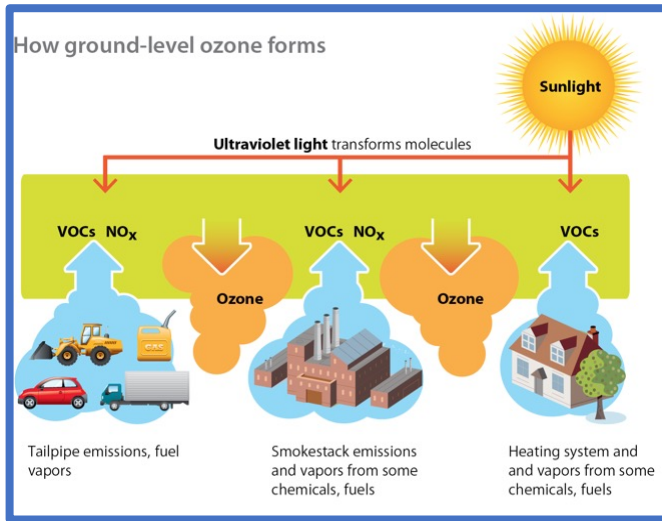 How ground-level ozone forms
Sunlight
Ultraviolet light transforms molecules
VOCs NOx
VOCs NOx
VOCs
Ozone
Ozone
GAS
Tailpipe emissions, fuel
vapors
Smokestack emissions
and vapors from some
chemicals, fuels
Heating system and
and vapors from some
chemicals, fuels